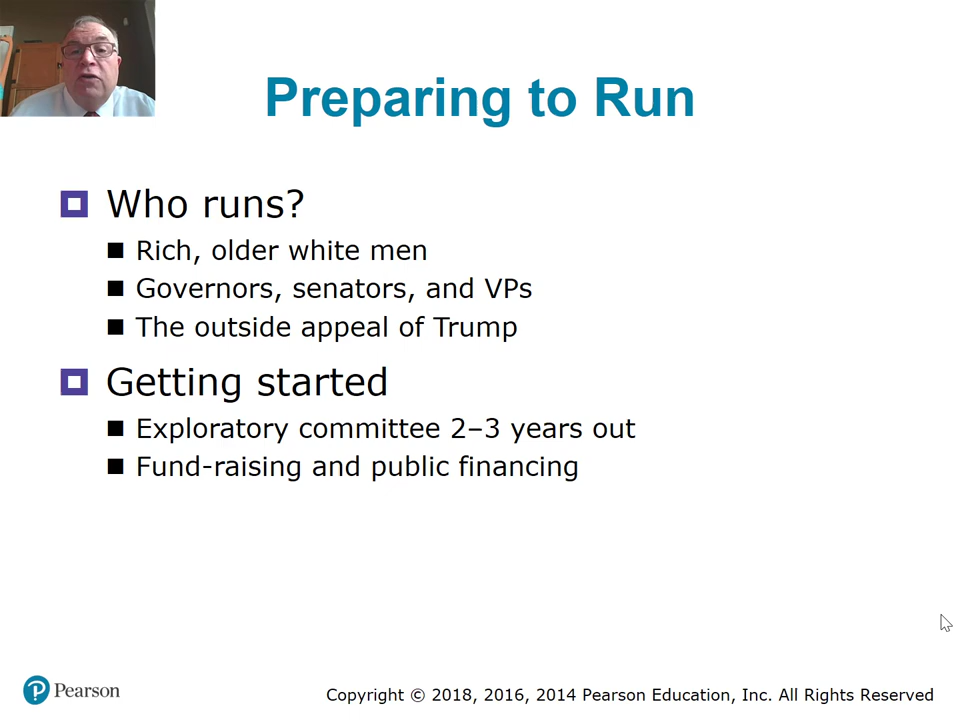 Preparing to Run
Who runs?
Rich, older white men
Governors, senators, and VPs
The outside appeal of Trump
Getting started
Exploratory committee 2–3 years out
Fund-raising and public financing
Pearson
Copyright © 2018, 2016, 2014 Pearson Education, Inc. All Rights Reserved